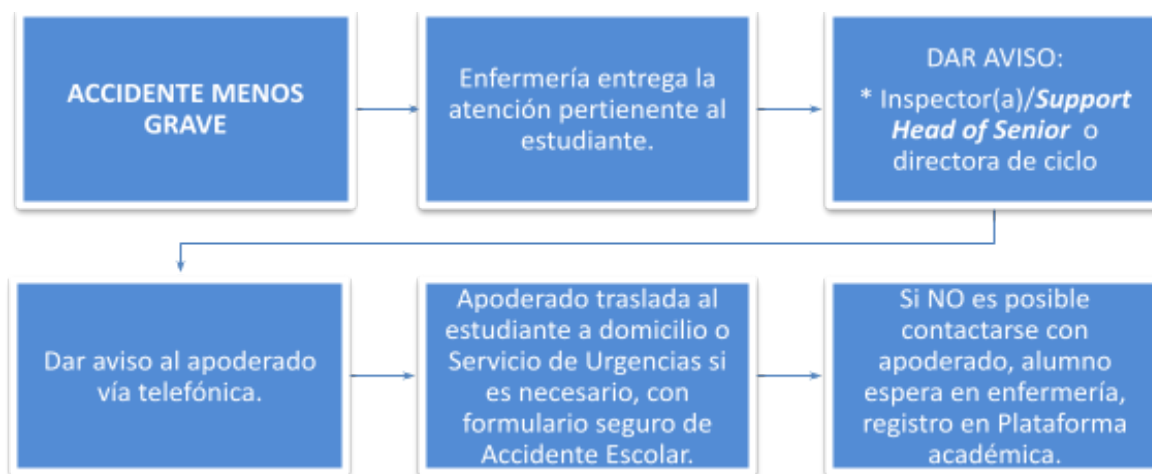 ACCIDENTE MENOS
GRAVE
Enfermería entrega la
atención pertienente al
estudiante.
DAR AVISO:
* Inspector(a)/Support
Head of Senior o
directora de ciclo
Dar aviso al apoderado
vía telefónica.
Apoderado traslada al
estudiante a domicilio o
Servicio de Urgencias si
es necesario, con
formulario seguro de
Accidente Escolar.
Si NO es posible
contactarse con
apoderado, alumno
espera en enfermería,
registro en Plataforma
académica.